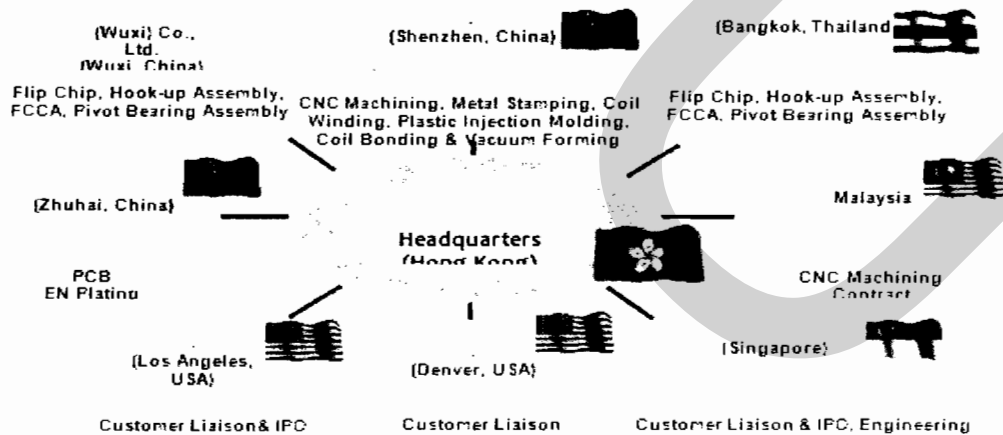 (Wuxi) Co.,
Ltd.
(Wuxi, China)
Flip Chip, Hook-up Assembly,
FCCA, Pivot Bearing Assembly
(Shenzhen, China)
CNC Machining, Metal Stamping, Coil
Winding, Plastic Injection Molding,
Coil Bonding & Vacuum Forming
(Bangkok, Thailand)
Flip Chip, Hook-up Assembly,
FCCA, Pivot Bearing Assembly
(Zhuhai, China)
PCB
EN Plating
Headquarters
(Hong Kong)
Malaysia
CNC Machining
Contract
(Los Angeles,
USA)
Customer Liaison &
(Denver, USA)
Customer Liaison
(Singapore)
Customer Liaison & Engineering